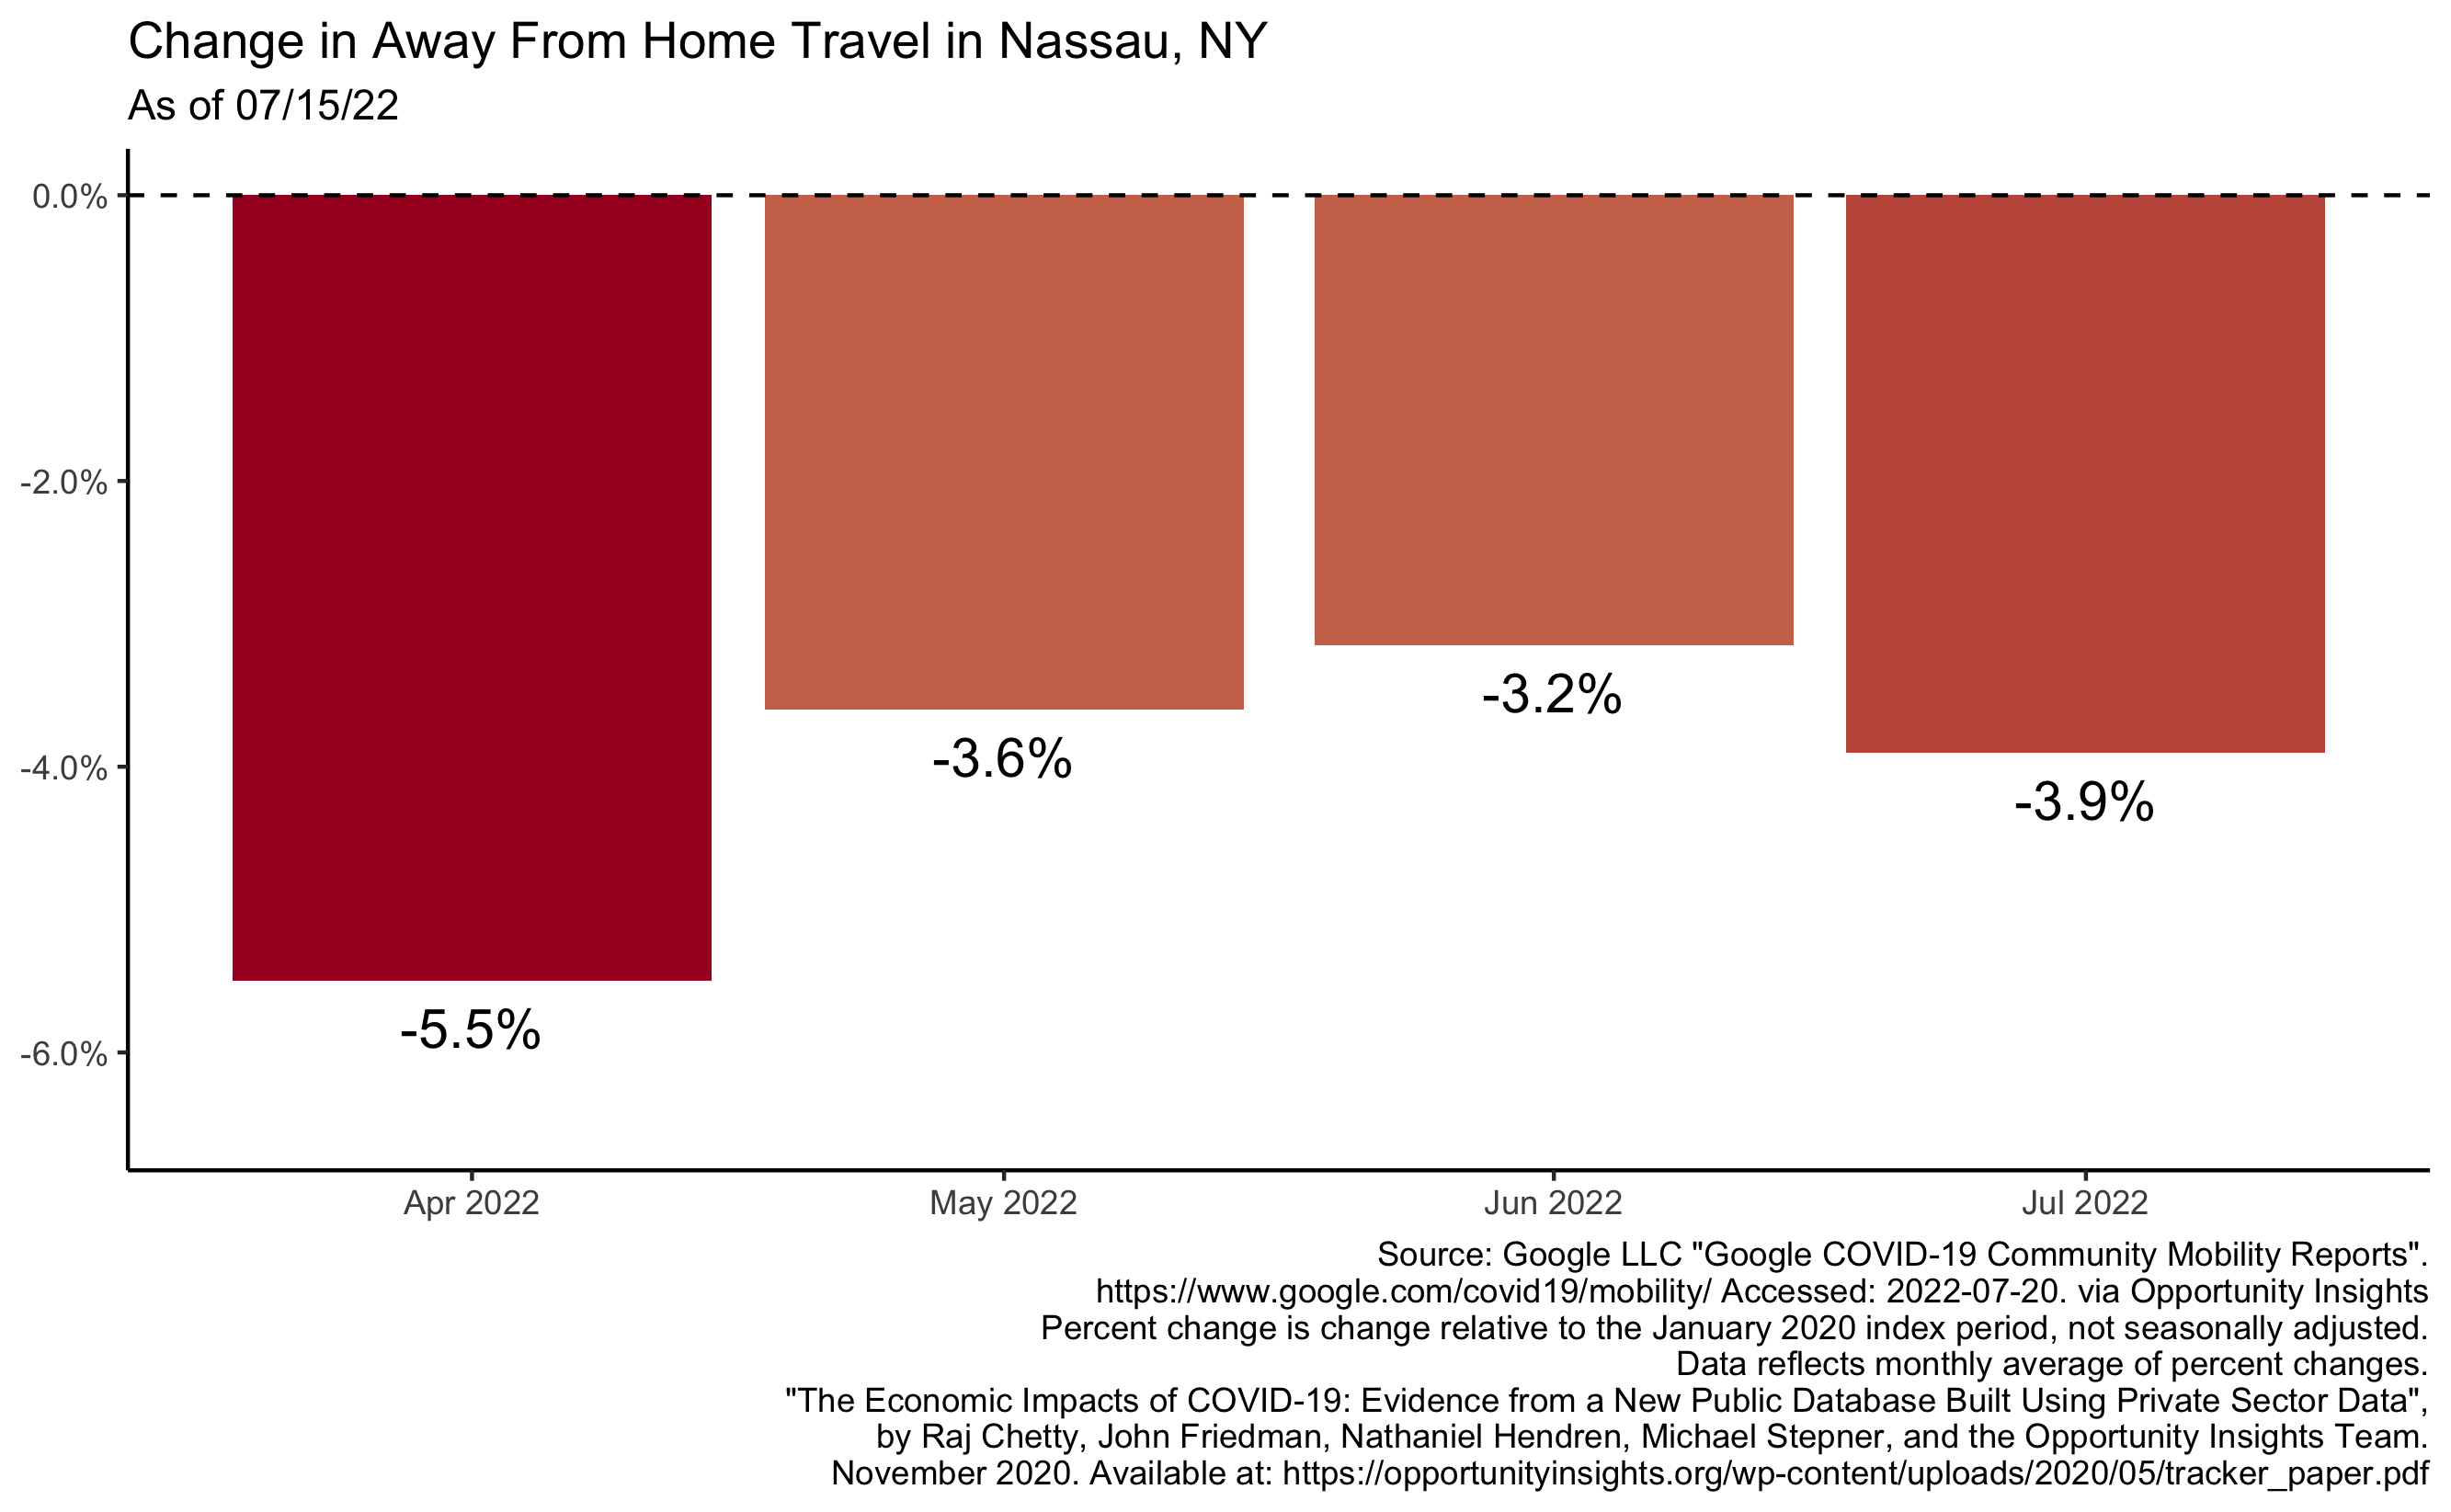 Change in Away From Home Travel in Nassau, NY
As of 07/15/22
0.0%
-2.0%
-4.0%
-6.0%
-5.5%
-3.6%
-3.2%
-3.9%
Apr 2022
May 2022
Jun 2022
Jul 2022
Source: Google LLC "Google COVID-19 Community Mobility Reports".
https://www.google.com/covid19/mobility/ Accessed: 2022-07-20. via Opportunity Insights
Percent change is change relative to the January 2020 index period, not seasonally adjusted.
Data reflects monthly average of percent changes.
"The Economic Impacts of COVID-19: Evidence from a New Public Database Built Using Private Sector Data",
by Raj Chetty, John Friedman, Nathaniel Hendren, Michael Stepner, and the Opportunity Insights Team.
November 2020. Available at: https://opportunityinsights.org/wp-content/uploads/2020/05/tracker_paper.pdf